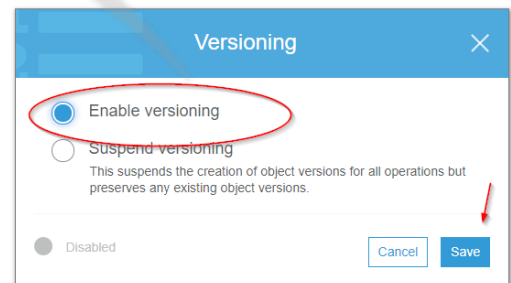 Versioning
Enable versioning
Suspend versioning
This suspends the creation of object versions for all operations but
preserves any existing object versions.
Disabled
Cancel
Save